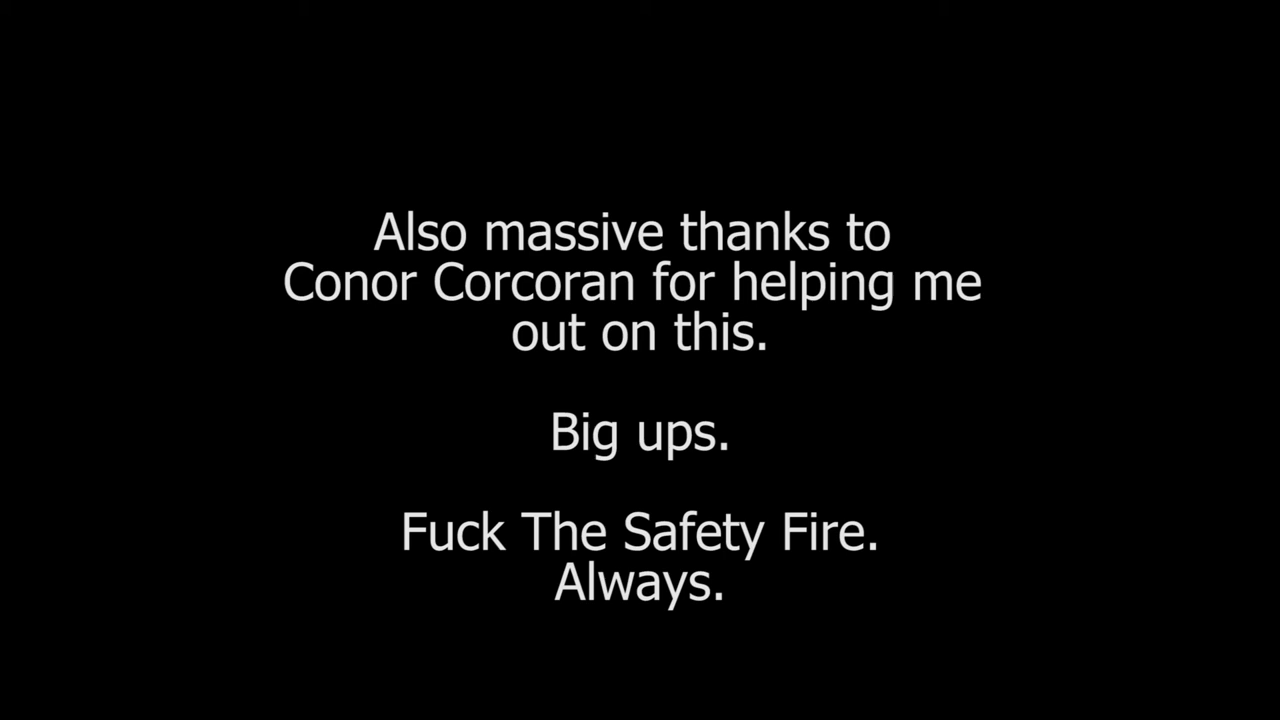 Also massive thanks to
Conor Corcoran for helping me
out on this.
Big ups.
Fuck The Safety Fire.
Always.